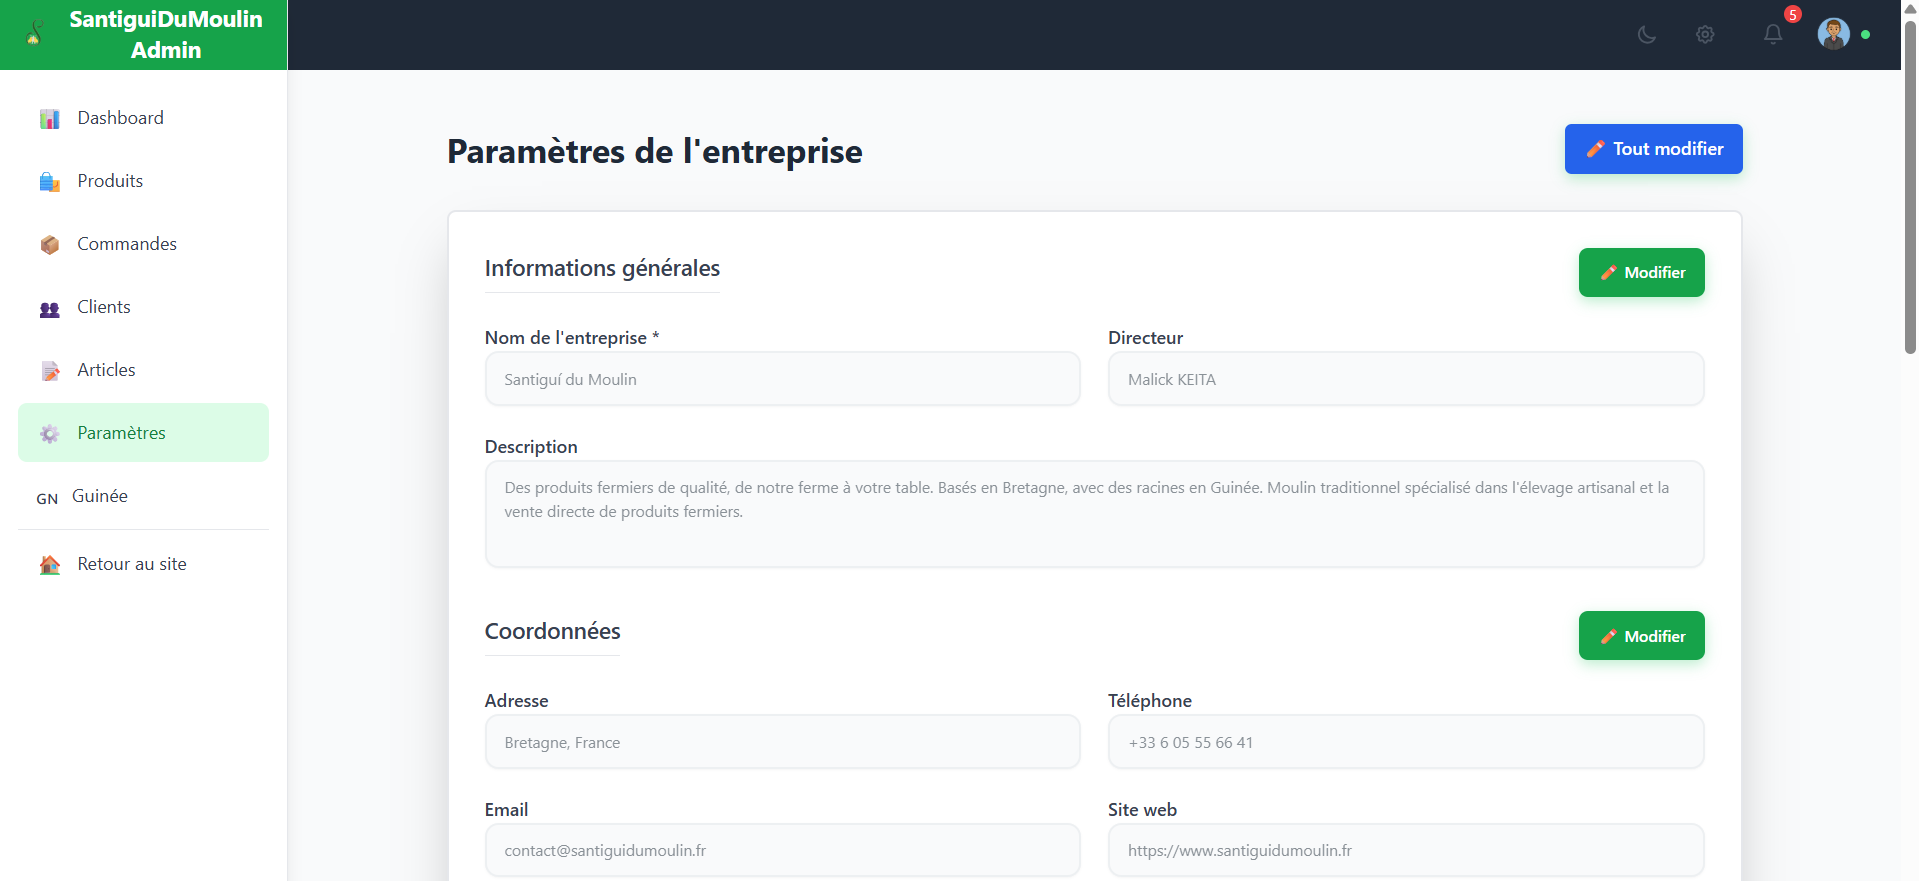 SantiguiDuMoulin
Admin
5
Dashboard
Produits
Commandes
Clients
Articles
Paramètres
GN Guinée
Retour au site
Paramètres de l'entreprise
Tout modifier
Informations générales
Modifier
Nom de l'entreprise *
Directeur
Santiguí du Moulin
Malick KEITA
Description
Des produits fermiers de qualité, de notre ferme à votre table. Basés en Bretagne, avec des racines en Guinée. Moulin traditionnel spécialisé dans l'élevage artisanal et la
vente directe de produits fermiers.
Coordonnées
Modifier
Adresse
Téléphone
Bretagne, France
+33 6 05 55 66 41
Email
Site web
contact@santiguidumoulin.fr
https://www.santiguidumoulin.fr